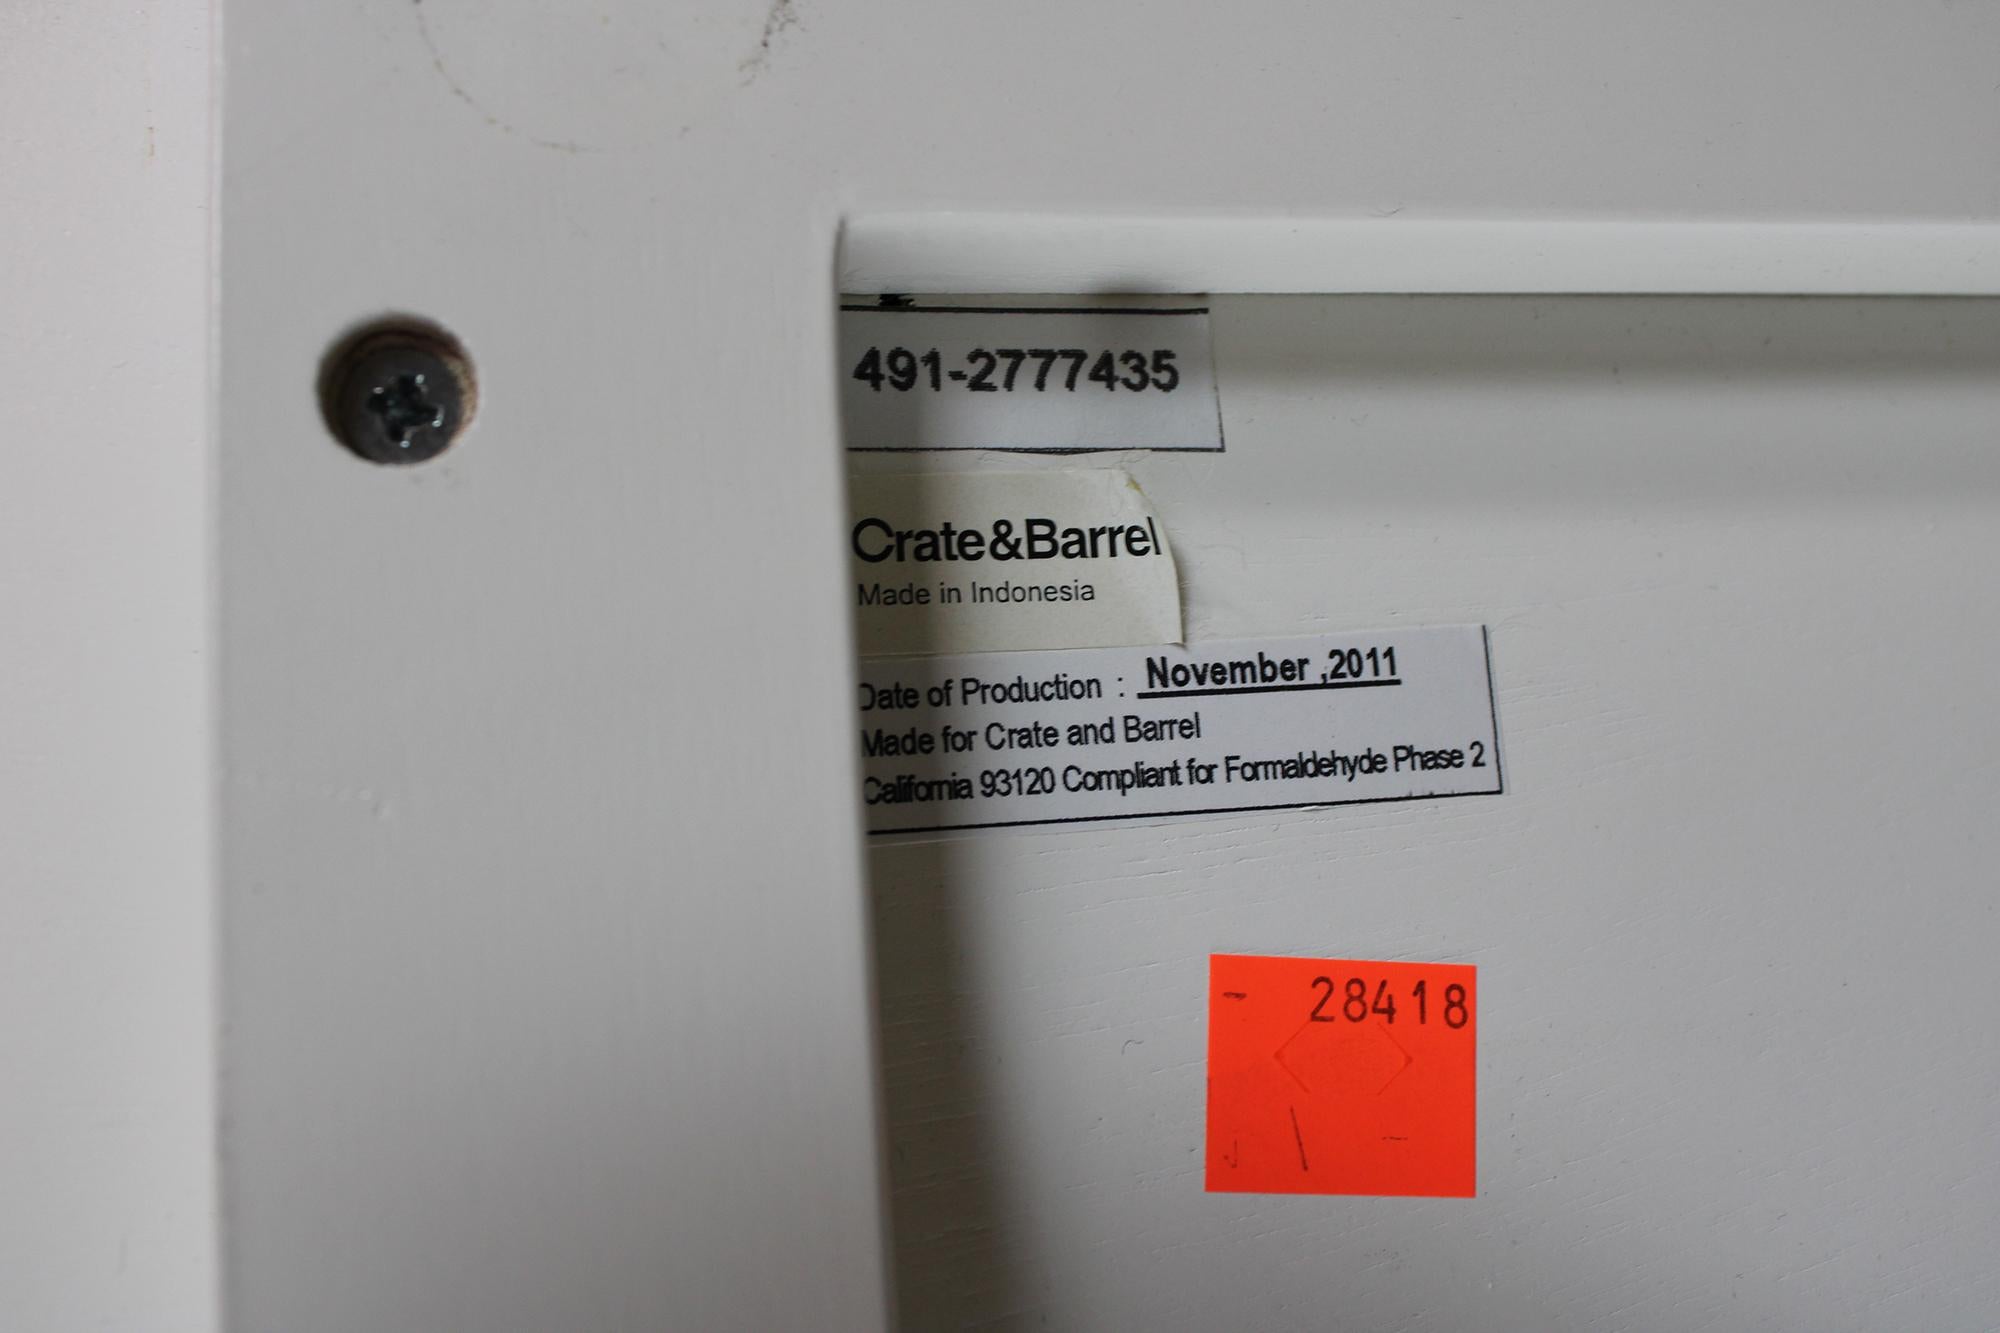 491-2777435
Crate&Barrel
Made in Indonesia
Date of Production : November ,2011
Made for Crate and Barrel
California 93120 Compliant for Formaldehyde Phase 2
- 28418